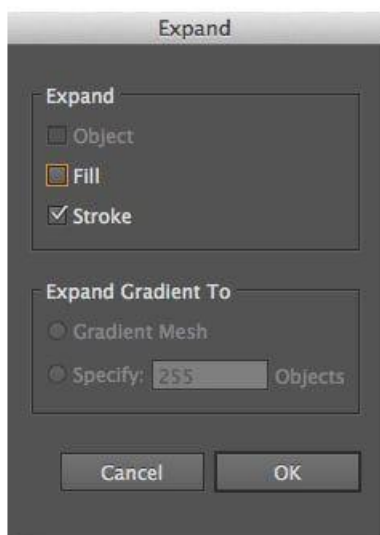 Expand
Expand
Object
Fill
Stroke
Expand Gradient To
Gradient Mesh
Specify: 255 Objects
Cancel OK